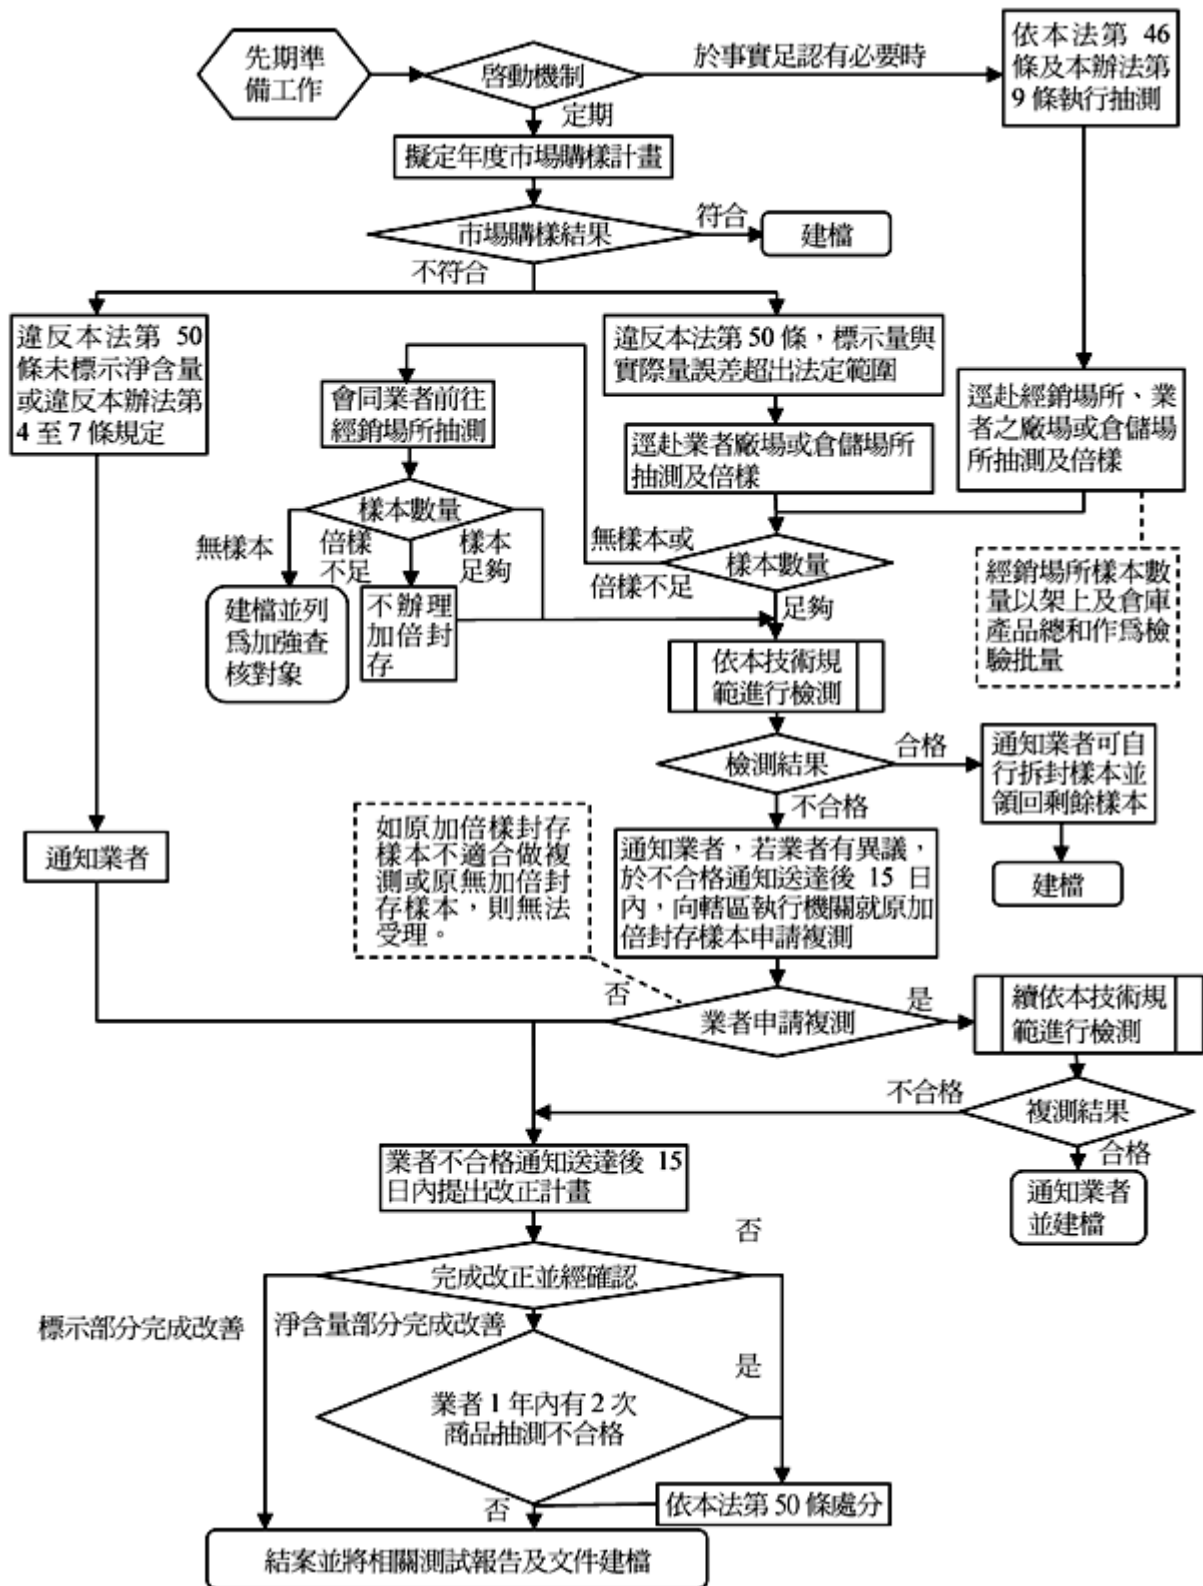 先期準
備工作
啓動機制
於事實足認有必要時
依本法第 46
條及本辦法第
9 條執行抽測
定期
擬定年度市場購樣計畫
市場購樣結果
符合
建檔
不符合
違反本法第 50
條未標示淨含量
或違反本辦法第
4 至 7 條規定
違反本法第 50 條，標示量與
實際量誤差超出法定範圍
會同業者前往
經銷場所抽測
逕赴業者廠場或倉儲場所
抽測及倍樣
逕赴經銷場所、業
者之廠場或倉儲場
所抽測及倍樣
樣本數量
無樣本
倍樣
不足
樣本
足夠
無樣本或
倍樣不足
樣本數量
足夠
經銷場所樣本數
量以架上及倉庫
產品總和作爲檢
驗批量
建檔並列
爲加強查
核對象
不辦理
加倍封
存
依本技術規
範進行檢測
檢測結果
合格
通知業者可自
行拆封樣本並
領回剩餘樣本
建檔
不合格
通知業者
如原加倍樣封存
樣本不適合做複
測或原無加倍封
存樣本，則無法
受理。
通知業者，若業者有異議，
於不合格通知送達後 15 日
內，向轄區執行機關就原加
倍封存樣本申請複測
否
業者申請複測
是
續依本技術規
範進行檢測
不合格
複測結果
合格
通知業者
並建檔
業者不合格通知送達後 15
日內提出改正計畫
否
完成改正並經確認
標示部分完成改善
淨含量部分完成改善
是
業者 1 年內有 2 次
商品抽測不合格
否
依本法第 50 條處分
結案並將相關測試報告及文件建檔